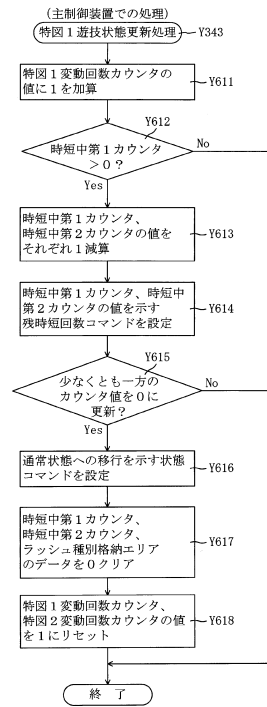 （主制御装置での処理）
特図１遊技状態更新処理
Y343
特図１変動回数カウンタの
値に１を加算
Y611
Y612
時短中第１カウンタ
＞０？
No
Yes
時短中第１カウンタ、
時短中第２カウンタの値を
それぞれ１減算
Y613
時短中第１カウンタ、時短中
第２カウンタの値を示す
残時短回数コマンドを設定
Y614
Y615
少なくとも一方の
カウンタ値を０に
更新？
No
Yes
通常状態への移行を示す状態
コマンドを設定
Y616
時短中第１カウンタ、
時短中第２カウンタ、
ラッシュ種別格納エリア
のデータを０クリア
Y617
特図１変動回数カウンタ、
特図２変動回数カウンタの値
を１にリセット
Y618
終　了